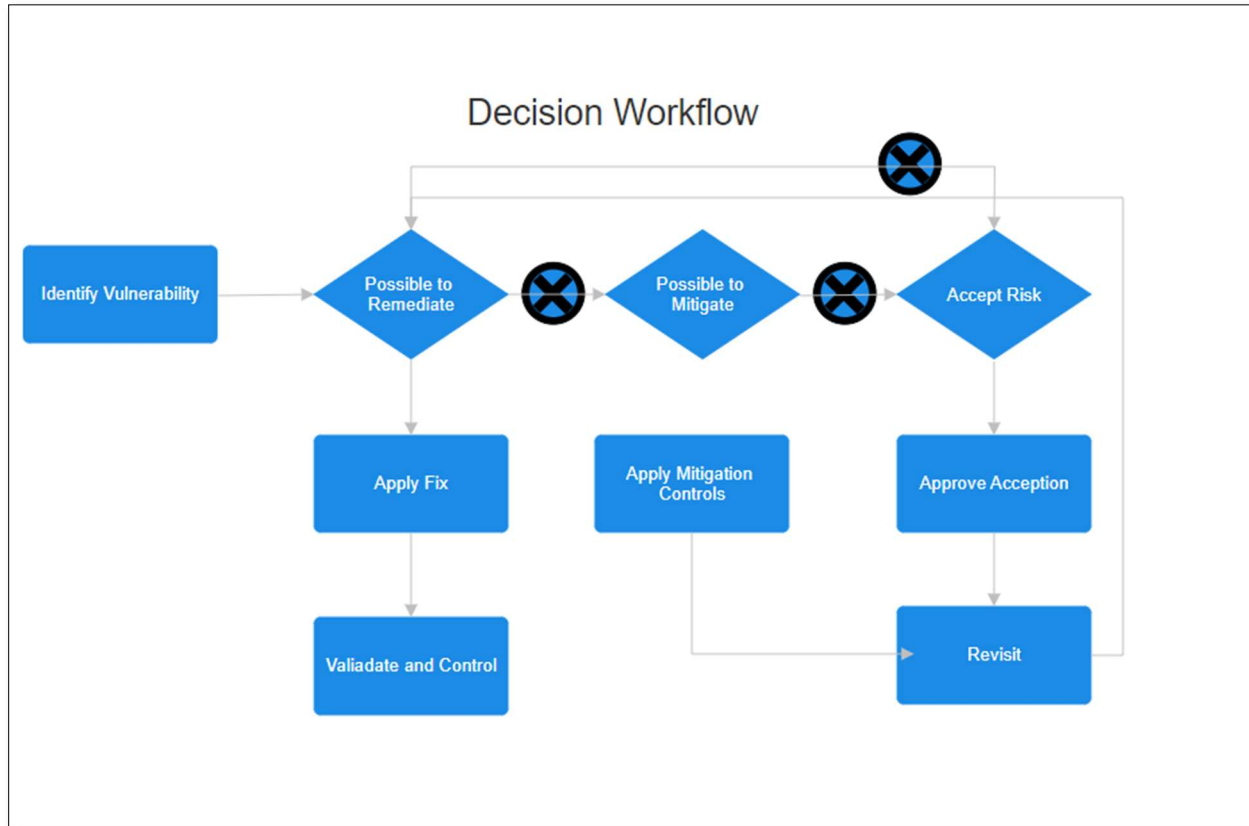 Decision Workflow
Identify Vulnerability
Possible to
Remediate
Possible to
Mitigate
Accept Risk
Apply Fix
Apply Mitigation
Controls
Approve Acception
Valiadate and Control
Revisit